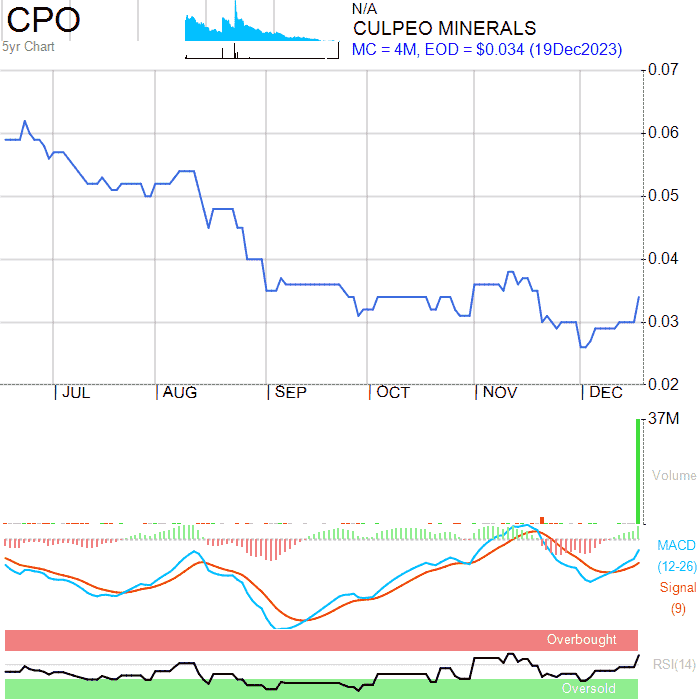 CPO
5yr Chart
N/A
CULPEO MINERALS
MC = 4M, EOD = $0.034 (19Dec2023)
0.07
0.06
0.05
0.04
0.03
0.02
JUL AUG SEP OCT NOV DEC
37M
Volume
MACD
(12-26)
Signal
(9)
Overbought
RSI(14)
Oversold